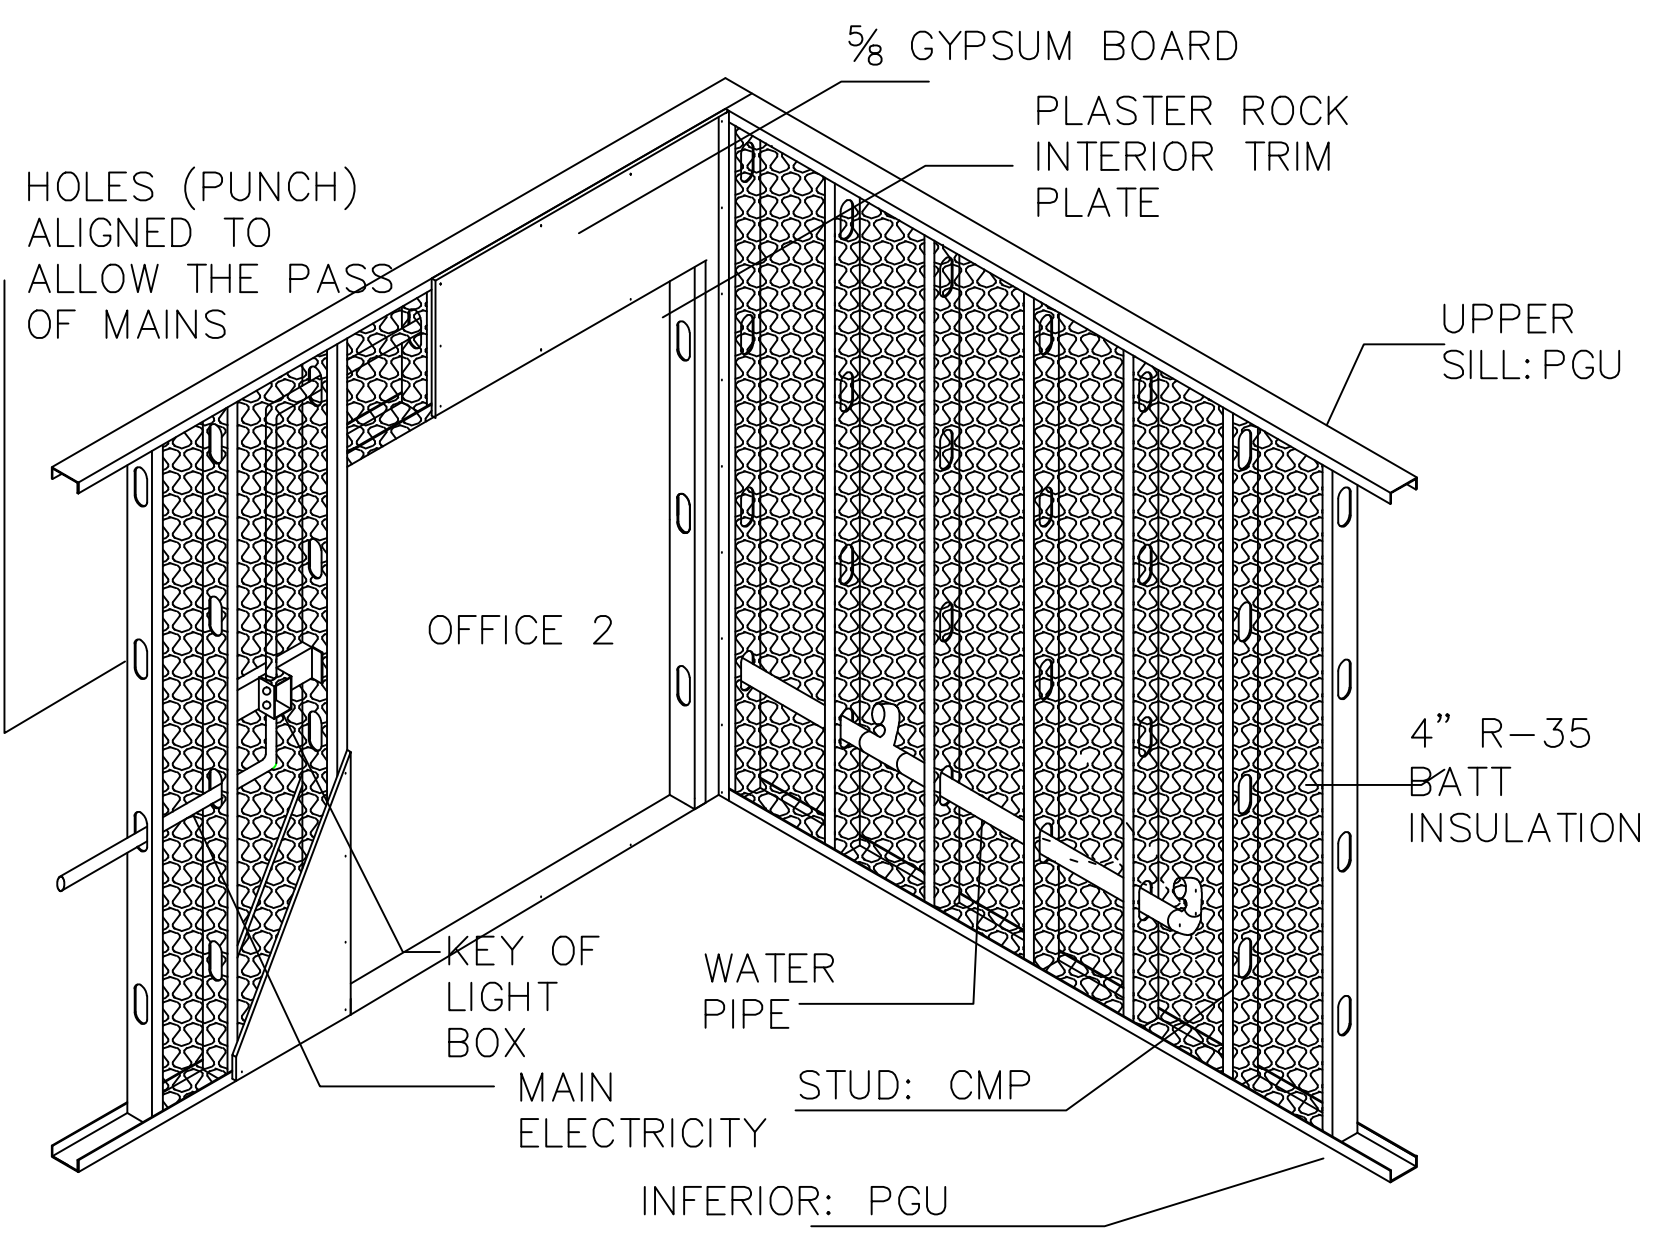 ⅝ GYPSUM BOARD
PLASTER ROCK
INTERIOR TRIM
PLATE
HOLES (PUNCH)
ALIGNED TO
ALLOW THE PASS
OF MAINS
UPPER
SILL: PGU
OFFICE 2
4” R-35
BATT
INSULATION
KEY OF
LIGHT
BOX
WATER
PIPE
MAIN
ELECTRICITY
STUD: CMP
INFERIOR: PGU